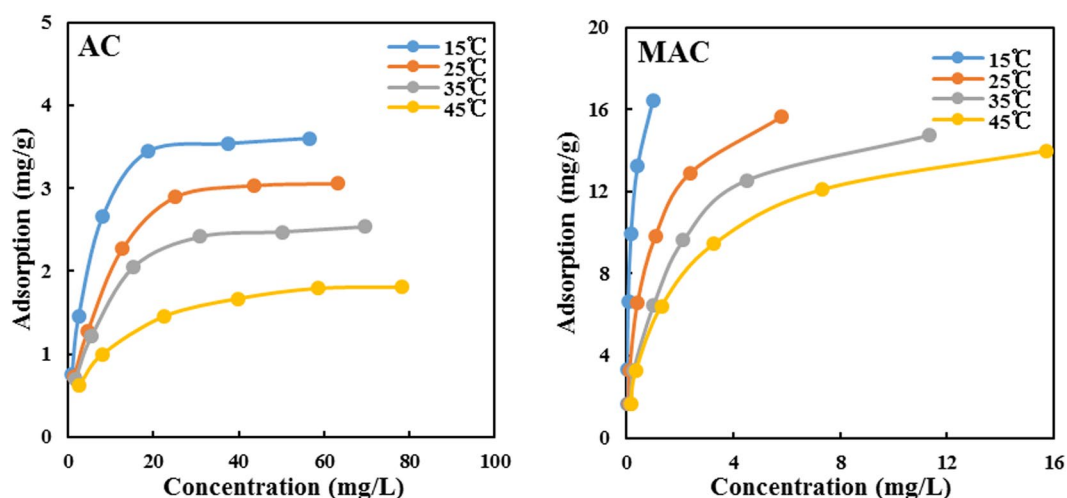 AC
15℃
25℃
35℃
45℃
Adsorption (mg/g)
5
4
3
2
1
0
0 20 40 60 80 100
Concentration (mg/L)
MAC
15℃
25℃
35℃
45℃
Adsorption (mg/g)
20
16
12
8
4
0
0 4 8 12 16
Concentration (mg/L)